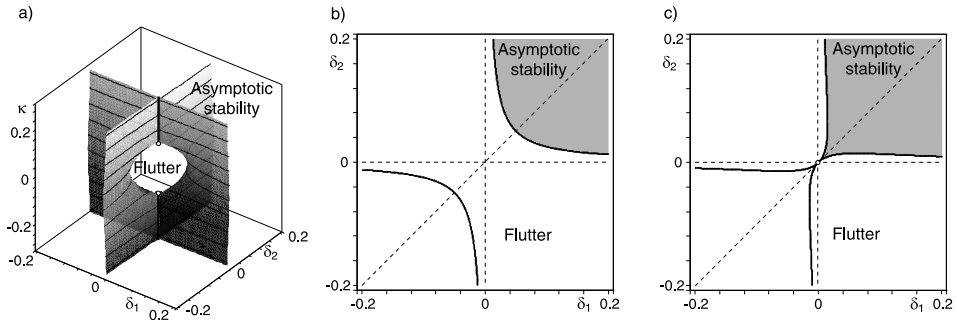 a)
κ
0.2
0
-0.2
-0.2
0
δ1
0.2
0
δ2
0.2
Asymptotic
stability
Flutter
b)
0.2
δ2
0
-0.2
-0.2
0
δ1
0.2
Asymptotic
stability
Flutter
c)
0.2
δ2
0
-0.2
-0.2
0
δ1
0.2
Asymptotic
stability
Flutter